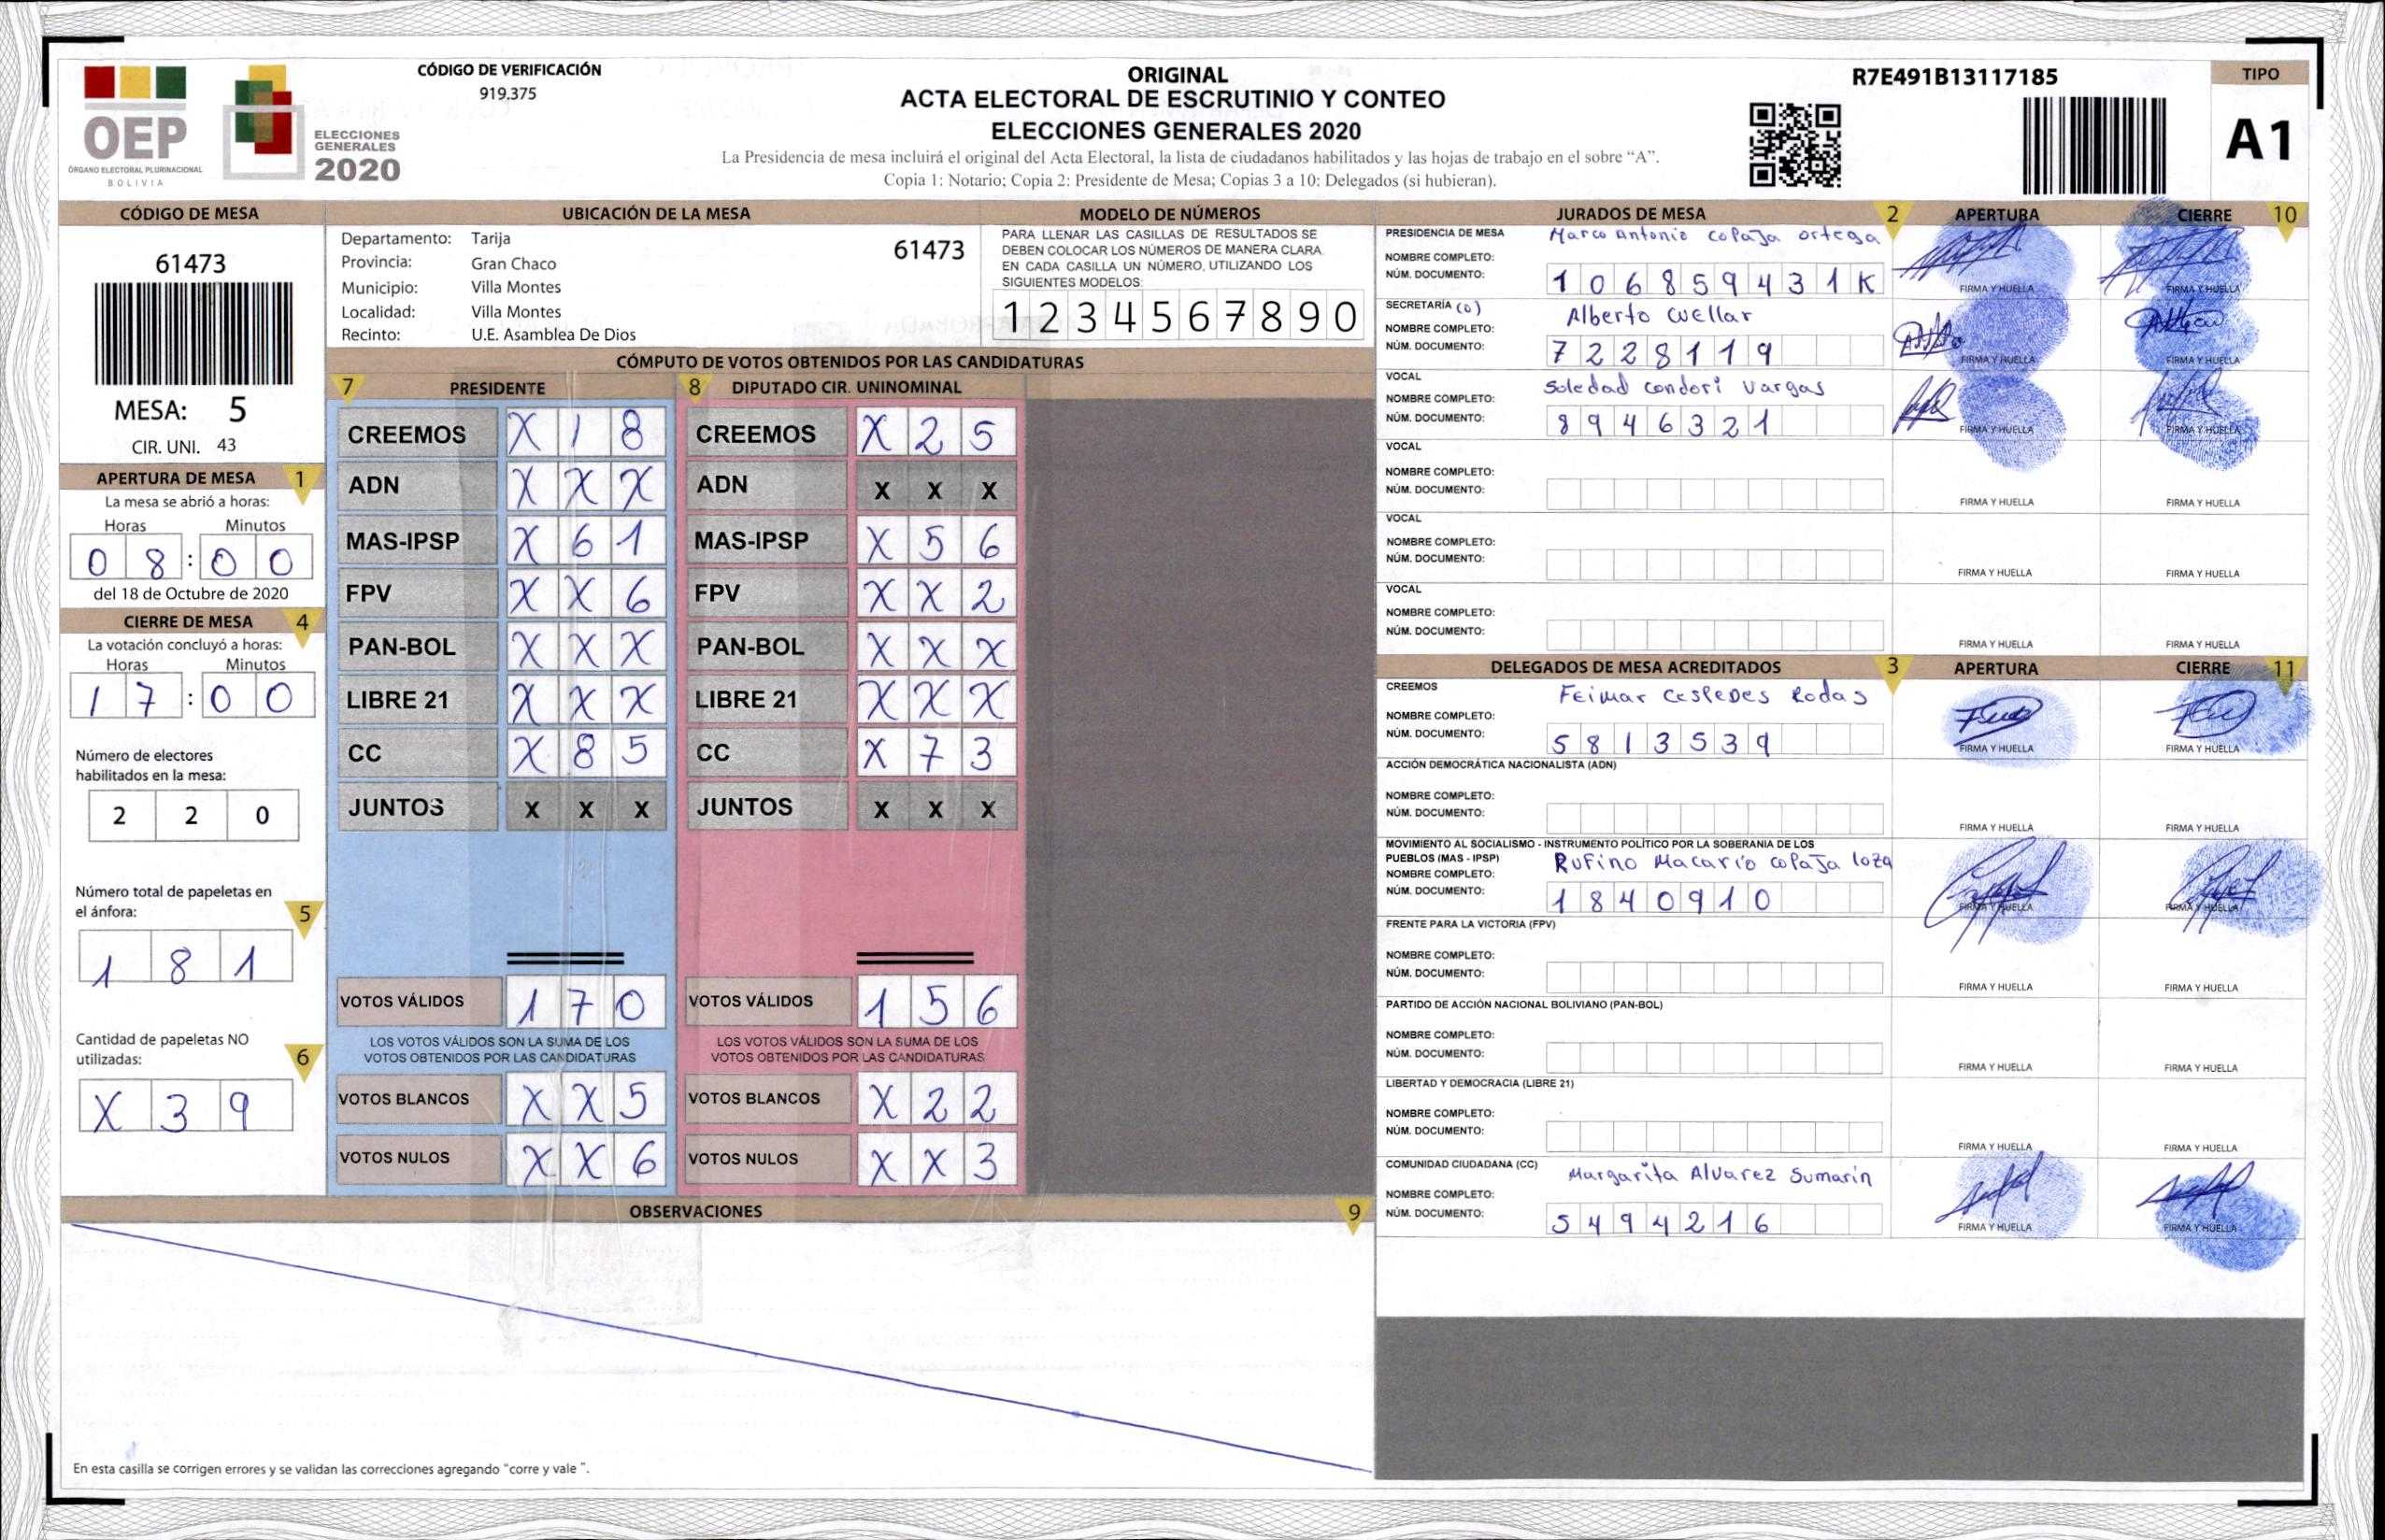 OEP
ÓRGANO ELECTORAL PLURINACIONAL
BOLIVIA
ELECCIONES
GENERALES
2020
CÓDIGO DE VERIFICACIÓN
919.375
ORIGINAL
ACTA ELECTORAL DE ESCRUTINIO Y CONTEO
ELECCIONES GENERALES 2020
La Presidencia de mesa incluirá el original del Acta Electoral, la lista de ciudadanos habilitados y las hojas de trabajo en el sobre “A”.
Copia 1: Notario; Copia 2: Presidente de Mesa; Copias 3 a 10: Delegados (si hubieran).
R7E491B13117185
TIPO
A1
CÓDIGO DE MESA
61473
MESA: 5
CIR. UNI. 43
APERTURA DE MESA 1
La mesa se abrió a horas:
Horas Minutos
0 8 : 0 0
del 18 de Octubre de 2020
CIERRE DE MESA 4
La votación concluyó a horas:
Horas Minutos
1 7 : 0 0
Número de electores
habilitados en la mesa:
2 2 0
Número total de papeletas en
el ánfora: 5
1 8 1
Cantidad de papeletas NO
utilizadas: 6
X 3 9
UBICACIÓN DE LA MESA
Departamento: Tarija
61473
Provincia: Gran Chaco
Municipio: Villa Montes
Localidad: Villa Montes
Recinto: U.E. Asamblea De Dios
MODELO DE NÚMEROS
PARA LLENAR LAS CASILLAS DE RESULTADOS SE
DEBEN COLOCAR LOS NÚMEROS DE MANERA CLARA
EN CADA CASILLA UN NÚMERO, UTILIZANDO LOS
SIGUIENTES MODELOS:
1 2 3 4 5 6 7 8 9 0
CÓMPUTO DE VOTOS OBTENIDOS POR LAS CANDIDATURAS
7 PRESIDENTE 8 DIPUTADO CIR. UNINOMINAL
CREEMOS X 1 8 CREEMOS X 2 5
ADN X X X ADN X X X
MAS-IPSP X 6 1 MAS-IPSP X 5 6
FPV X X 6 FPV X X 2
PAN-BOL X X X PAN-BOL X X X
LIBRE 21 X X X LIBRE 21 X X X
CC X 8 5 CC X 7 3
JUNTOS X X X JUNTOS X X X
VOTOS VÁLIDOS 1 7 0 VOTOS VÁLIDOS 1 5 6
LOS VOTOS VÁLIDOS SON LA SUMA DE LOS LOS VOTOS VÁLIDOS SON LA SUMA DE LOS
VOTOS OBTENIDOS POR LAS CANDIDATURAS VOTOS OBTENIDOS POR LAS CANDIDATURAS
VOTOS BLANCOS X X 5 VOTOS BLANCOS X 2 2
VOTOS NULOS X X 6 VOTOS NULOS X X 3
OBSERVACIONES 9
En esta casilla se corrigen errores y se validan las correcciones agregando “corre y vale ”.
JURADOS DE MESA 2 APERTURA CIERRE 10
PRESIDENCIA DE MESA Marco Antonio Copaja Ortega
NOMBRE COMPLETO:
NÚM. DOCUMENTO: 1 0 6 8 5 9 4 3 1 K FIRMA Y HUELLA FIRMA Y HUELLA
SECRETARÍA (o) Alberto Cuellar
NOMBRE COMPLETO:
NÚM. DOCUMENTO: 7 2 2 8 1 1 9 FIRMA Y HUELLA FIRMA Y HUELLA
VOCAL Soledad Condori Vargas
NOMBRE COMPLETO:
NÚM. DOCUMENTO: 8 9 4 6 3 2 1 FIRMA Y HUELLA FIRMA Y HUELLA
VOCAL
NOMBRE COMPLETO:
NÚM. DOCUMENTO: FIRMA Y HUELLA FIRMA Y HUELLA
VOCAL
NOMBRE COMPLETO:
NÚM. DOCUMENTO: FIRMA Y HUELLA FIRMA Y HUELLA
VOCAL
NOMBRE COMPLETO:
NÚM. DOCUMENTO: FIRMA Y HUELLA FIRMA Y HUELLA
DELEGADOS DE MESA ACREDITADOS 3 APERTURA CIERRE 11
CREEMOS Feimar Cespedes Rodas
NOMBRE COMPLETO:
NÚM. DOCUMENTO: 5 8 1 3 5 3 9 FIRMA Y HUELLA FIRMA Y HUELLA
ACCIÓN DEMOCRÁTICA NACIONALISTA (ADN)
NOMBRE COMPLETO:
NÚM. DOCUMENTO: FIRMA Y HUELLA FIRMA Y HUELLA
MOVIMIENTO AL SOCIALISMO - INSTRUMENTO POLÍTICO POR LA SOBERANIA DE LOS
PUEBLOS (MAS - IPSP) Rufino Macario Copaja loza
NOMBRE COMPLETO:
NÚM. DOCUMENTO: 1 8 4 0 9 1 0 FIRMA Y HUELLA FIRMA Y HUELLA
FRENTE PARA LA VICTORIA (FPV)
NOMBRE COMPLETO:
NÚM. DOCUMENTO: FIRMA Y HUELLA FIRMA Y HUELLA
PARTIDO DE ACCIÓN NACIONAL BOLIVIANO (PAN-BOL)
NOMBRE COMPLETO:
NÚM. DOCUMENTO: FIRMA Y HUELLA FIRMA Y HUELLA
LIBERTAD Y DEMOCRACIA (LIBRE 21)
NOMBRE COMPLETO:
NÚM. DOCUMENTO: FIRMA Y HUELLA FIRMA Y HUELLA
COMUNIDAD CIUDADANA (CC) Margarita Alvarez Sumarin
NOMBRE COMPLETO:
NÚM. DOCUMENTO: 5 4 9 4 2 1 6 FIRMA Y HUELLA FIRMA Y HUELLA